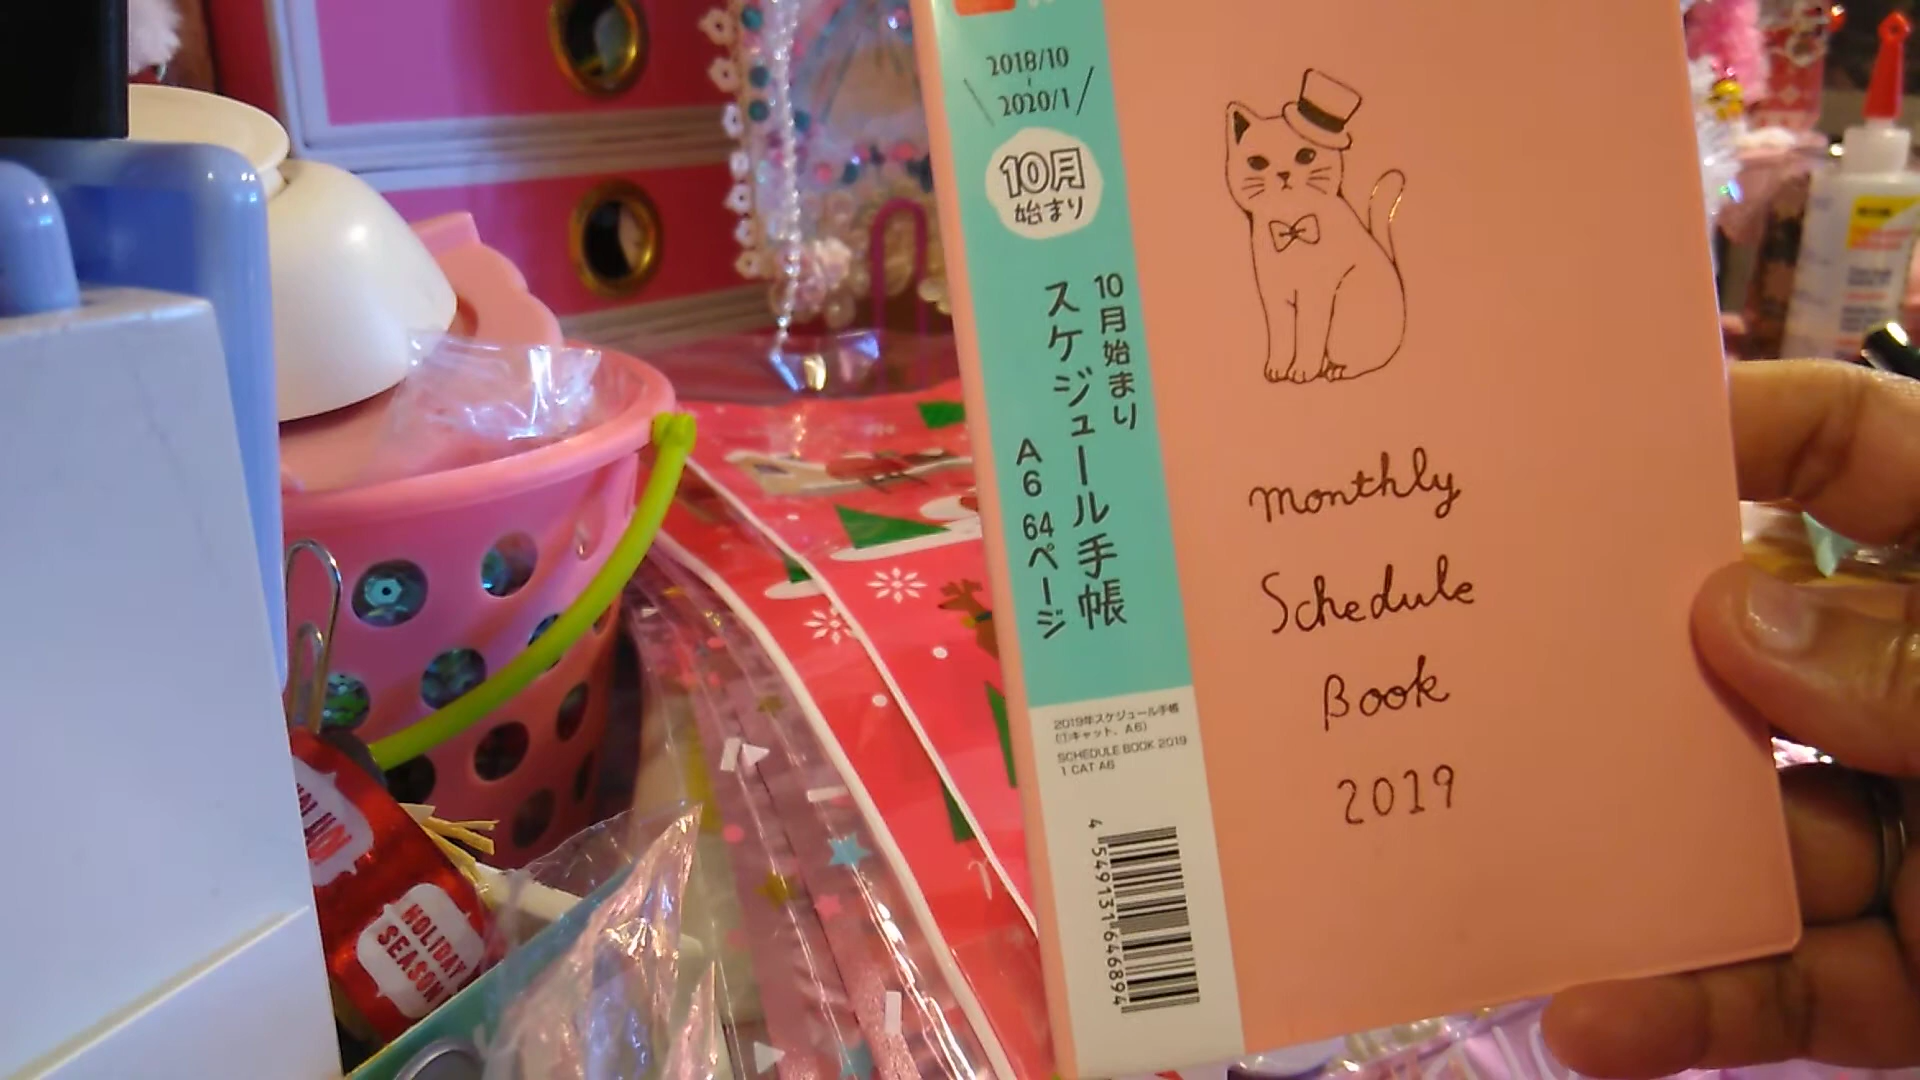 2018/10
-
2020/1
10月
始まり
10月始まり
スケジュール手帳
A6 64ページ
2019年スケジュール手帳
(①キャット、A6)
SCHEDULE BOOK 2019
1 CAT A6
4 549131 646894
monthly
Schedule
Book
2019
HOLIDAY
SEASON